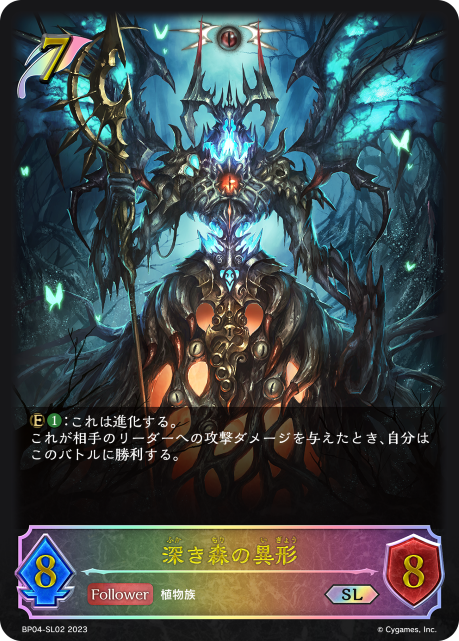 7
E 1：これは進化する。
これが相手のリーダーへの攻撃ダメージを与えたとき、自分は
このバトルに勝利する。
ふか もり い ぎょう
深き森の異形
8
8
Follower 植物族
SL
BP04-SL02 2023
© Cygames, Inc.